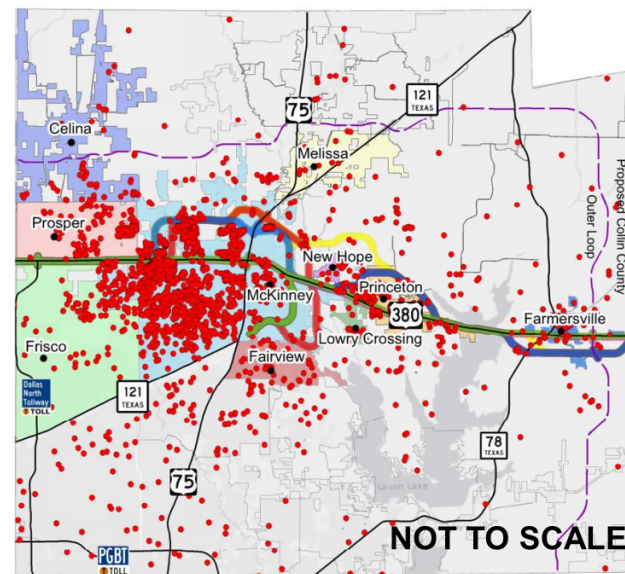 121
TEXAS
75
Celina
Melissa
Prosper
New Hope
Princeton
McKinney
380
Farmersville
Lowry Crossing
Frisco
Fairview
Dallas
North
Tollway
TOLL
121
TEXAS
78
TEXAS
75
Lavon Lake
PGBT
TOLL
Proposed Collin County
Outer Loop
NOT TO SCALE